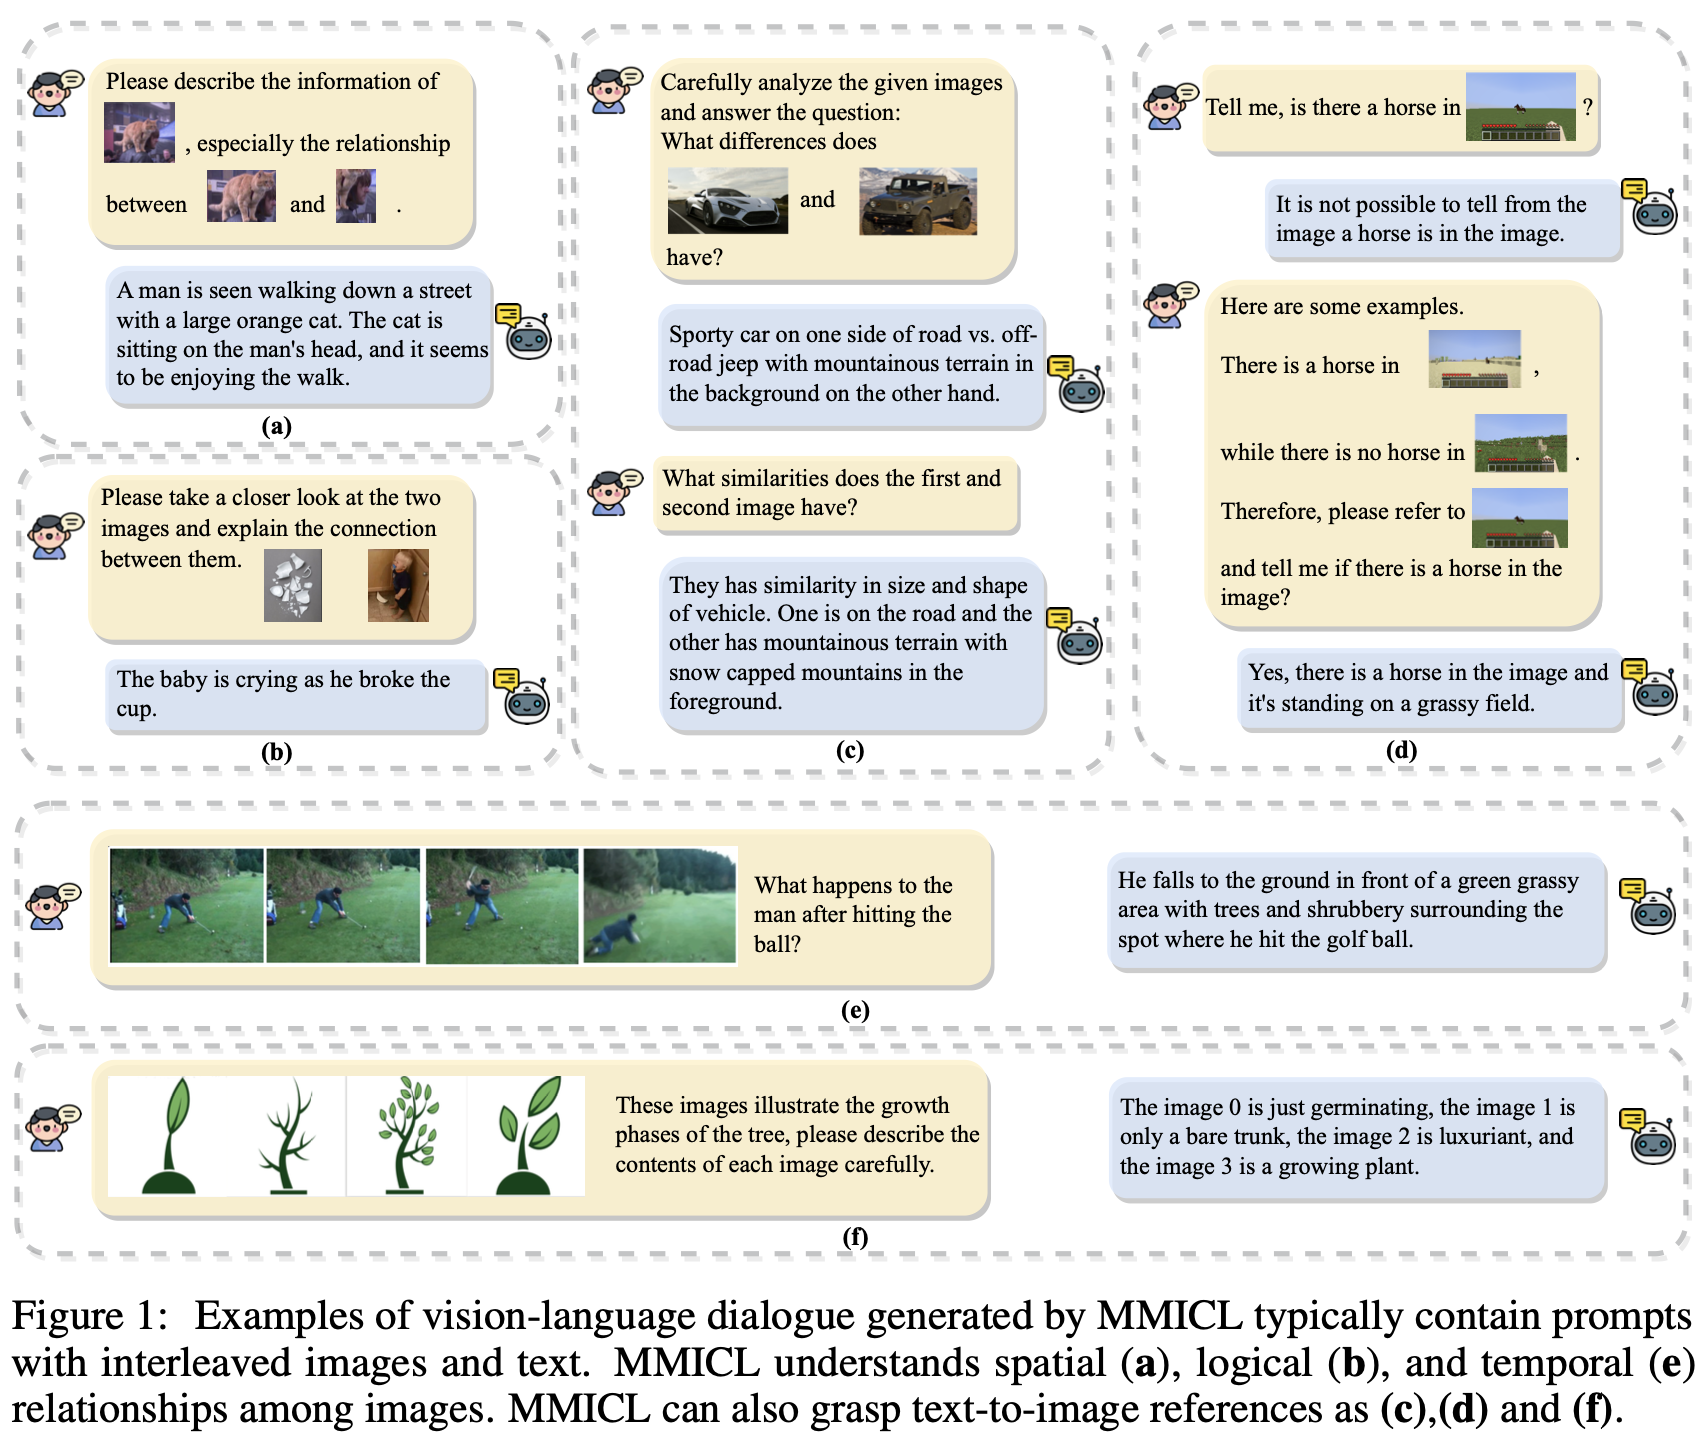 Please describe the information of
, especially the relationship
between and .
A man is seen walking down a street
with a large orange cat. The cat is
sitting on the man's head, and it seems
to be enjoying the walk.
(a)
Please take a closer look at the two
images and explain the connection
between them.
The baby is crying as he broke the
cup.
(b)
Carefully analyze the given images
and answer the question:
What differences does
and
have?
Sporty car on one side of road vs. off-
road jeep with mountainous terrain in
the background on the other hand.
What similarities does the first and
second image have?
They has similarity in size and shape
of vehicle. One is on the road and the
other has mountainous terrain with
snow capped mountains in the
foreground.
(c)
Tell me, is there a horse in ?
It is not possible to tell from the
image a horse is in the image.
Here are some examples.
There is a horse in ,
while there is no horse in .
Therefore, please refer to
and tell me if there is a horse in the
image?
Yes, there is a horse in the image and
it's standing on a grassy field.
(d)
What happens to the
man after hitting the
ball?
He falls to the ground in front of a green grassy
area with trees and shrubbery surrounding the
spot where he hit the golf ball.
(e)
These images illustrate the growth
phases of the tree, please describe the
contents of each image carefully.
The image 0 is just germinating, the image 1 is
only a bare trunk, the image 2 is luxuriant, and
the image 3 is a growing plant.
(f)
Figure 1: Examples of vision-language dialogue generated by MMICL typically contain prompts
with interleaved images and text. MMICL understands spatial (a), logical (b), and temporal (e)
relationships among images. MMICL can also grasp text-to-image references as (c),(d) and (f).